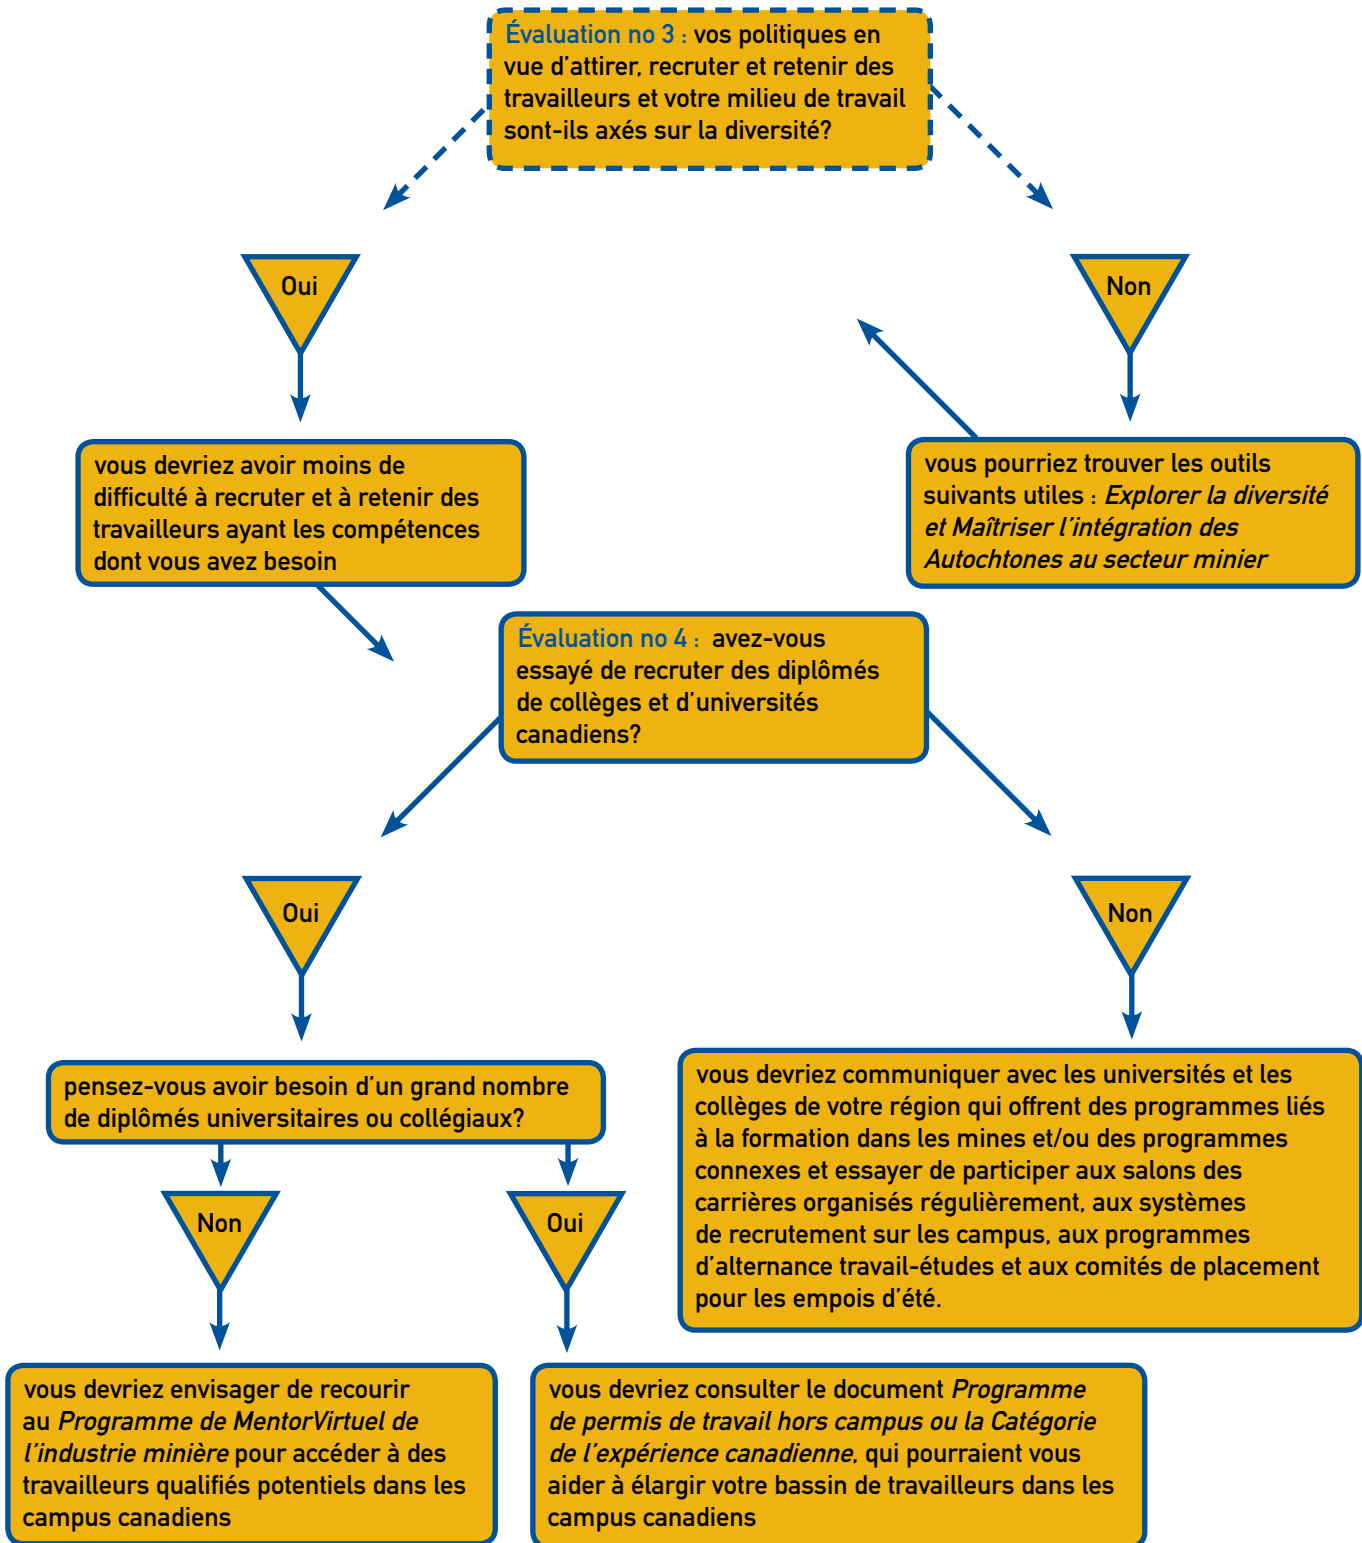 Évaluation no 3 : vos politiques en
vue d'attirer, recruter et retenir des
travailleurs et votre milieu de travail
sont-ils axés sur la diversité?
Oui
Non
vous devriez avoir moins de
difficulté à recruter et à retenir des
travailleurs ayant les compétences
dont vous avez besoin
vous pourriez trouver les outils
suivants utiles : Explorer la diversité
et Maîtriser l'intégration des
Autochtones au secteur minier
Évaluation no 4 : avez-vous
essayé de recruter des diplômés
de collèges et d'universités
canadiens?
Oui
Non
pensez-vous avoir besoin d'un grand nombre
de diplômés universitaires ou collégiaux?
vous devriez communiquer avec les universités et les
collèges de votre région qui offrent des programmes liés
à la formation dans les mines et/ou des programmes
connexes et essayer de participer aux salons des
carrières organisés régulièrement, aux systèmes
de recrutement sur les campus, aux programmes
d'alternance travail-études et aux comités de placement
pour les empois d'été.
Non
Oui
vous devriez envisager de recourir
au Programme de MentorVirtuel de
l'industrie minière pour accéder à des
travailleurs qualifiés potentiels dans les
campus canadiens
vous devriez consulter le document Programme
de permis de travail hors campus ou la Catégorie
de l'expérience canadienne, qui pourraient vous
aider à élargir votre bassin de travailleurs dans les
campus canadiens